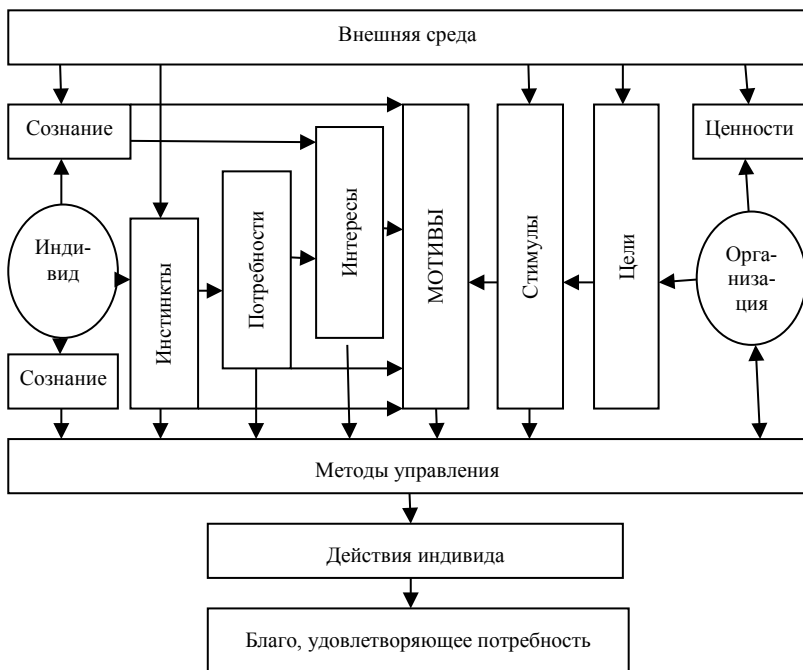 Внешняя среда
Сознание
Ценности
Инди-
вид
Инстинкты
Потребности
Интересы
МОТИВЫ
Стимулы
Цели
Орга-
низа-
ция
Сознание
Методы управления
Действия индивида
Благо, удовлетворяющее потребность